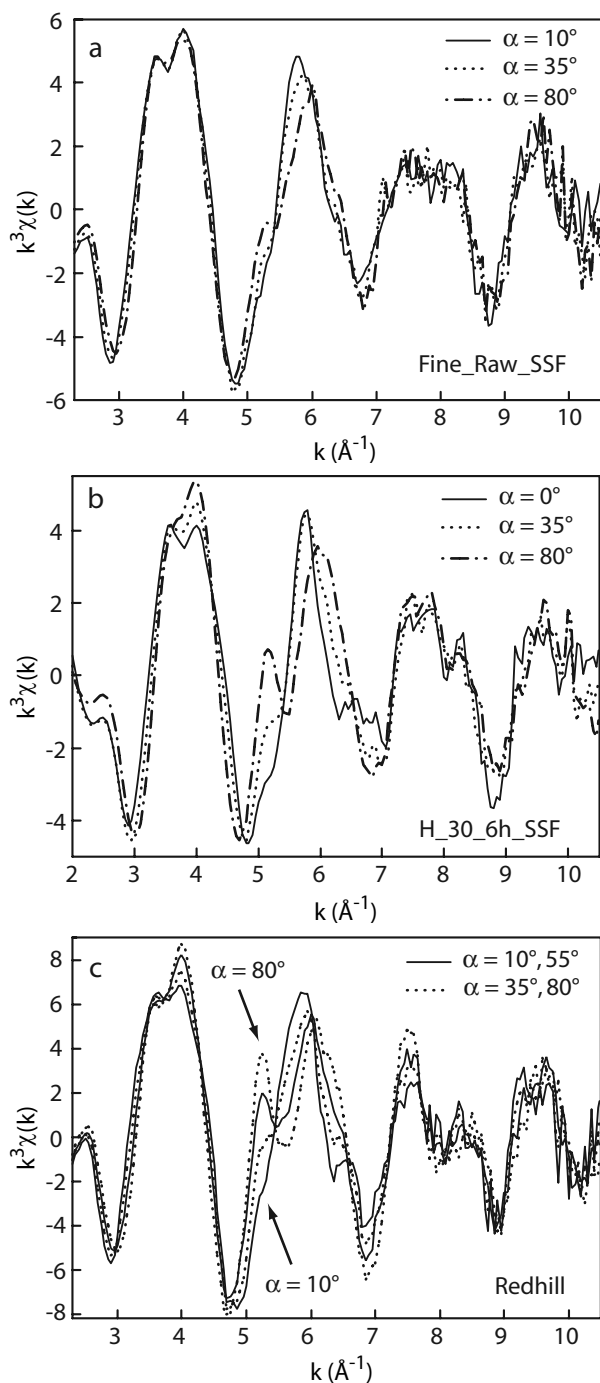 a
α = 10°
α = 35°
α = 80°
6
4
2
0
-2
-4
-6
k³χ(k)
Fine_Raw_SSF
3 4 5 6 7 8 9 10
k (Å⁻¹)
b
α = 0°
α = 35°
α = 80°
4
2
0
-2
-4
k³χ(k)
H_30_6h_SSF
2 3 4 5 6 7 8 9 10
k (Å⁻¹)
c
α = 10°, 55°
α = 35°, 80°
α = 80°
8
6
4
2
0
-2
-4
-6
-8
k³χ(k)
α = 10°
Redhill
3 4 5 6 7 8 9 10
k (Å⁻¹)